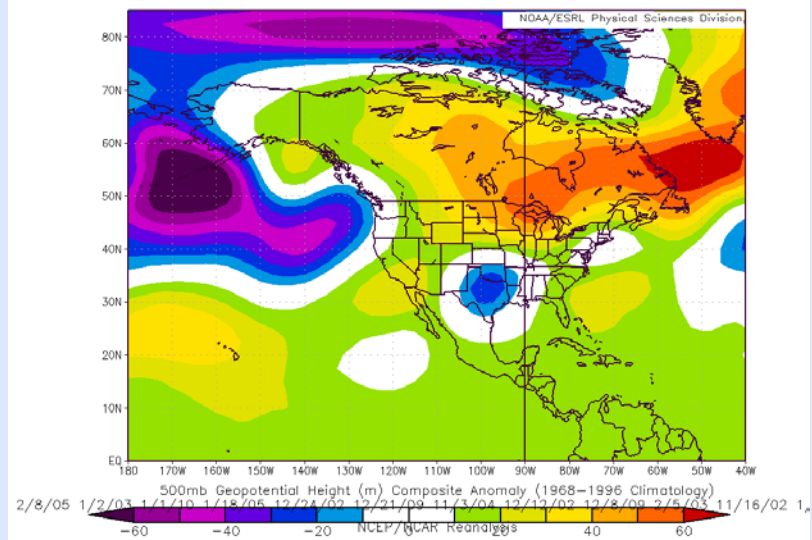 NOAA/ESRL Physical Sciences Division
80N
70N
60N
50N
40N
30N
20N
10N
EQ
180 170W 160W 150W 140W 130W 120W 110W 100W 90W 80W 70W 60W 50W 40W
500mb Geopotential Height (m) Composite Anomaly (1968-1996 Climatology)
2/8/05 1/2/03 1/1/10 1/18/05 12/24/02 12/21/09 11/3/04 12/12/02 12/8/09 2/5/03 11/16/02 1
NCEP/NCAR Reanalysis
-60 -40 -20 20 40 60